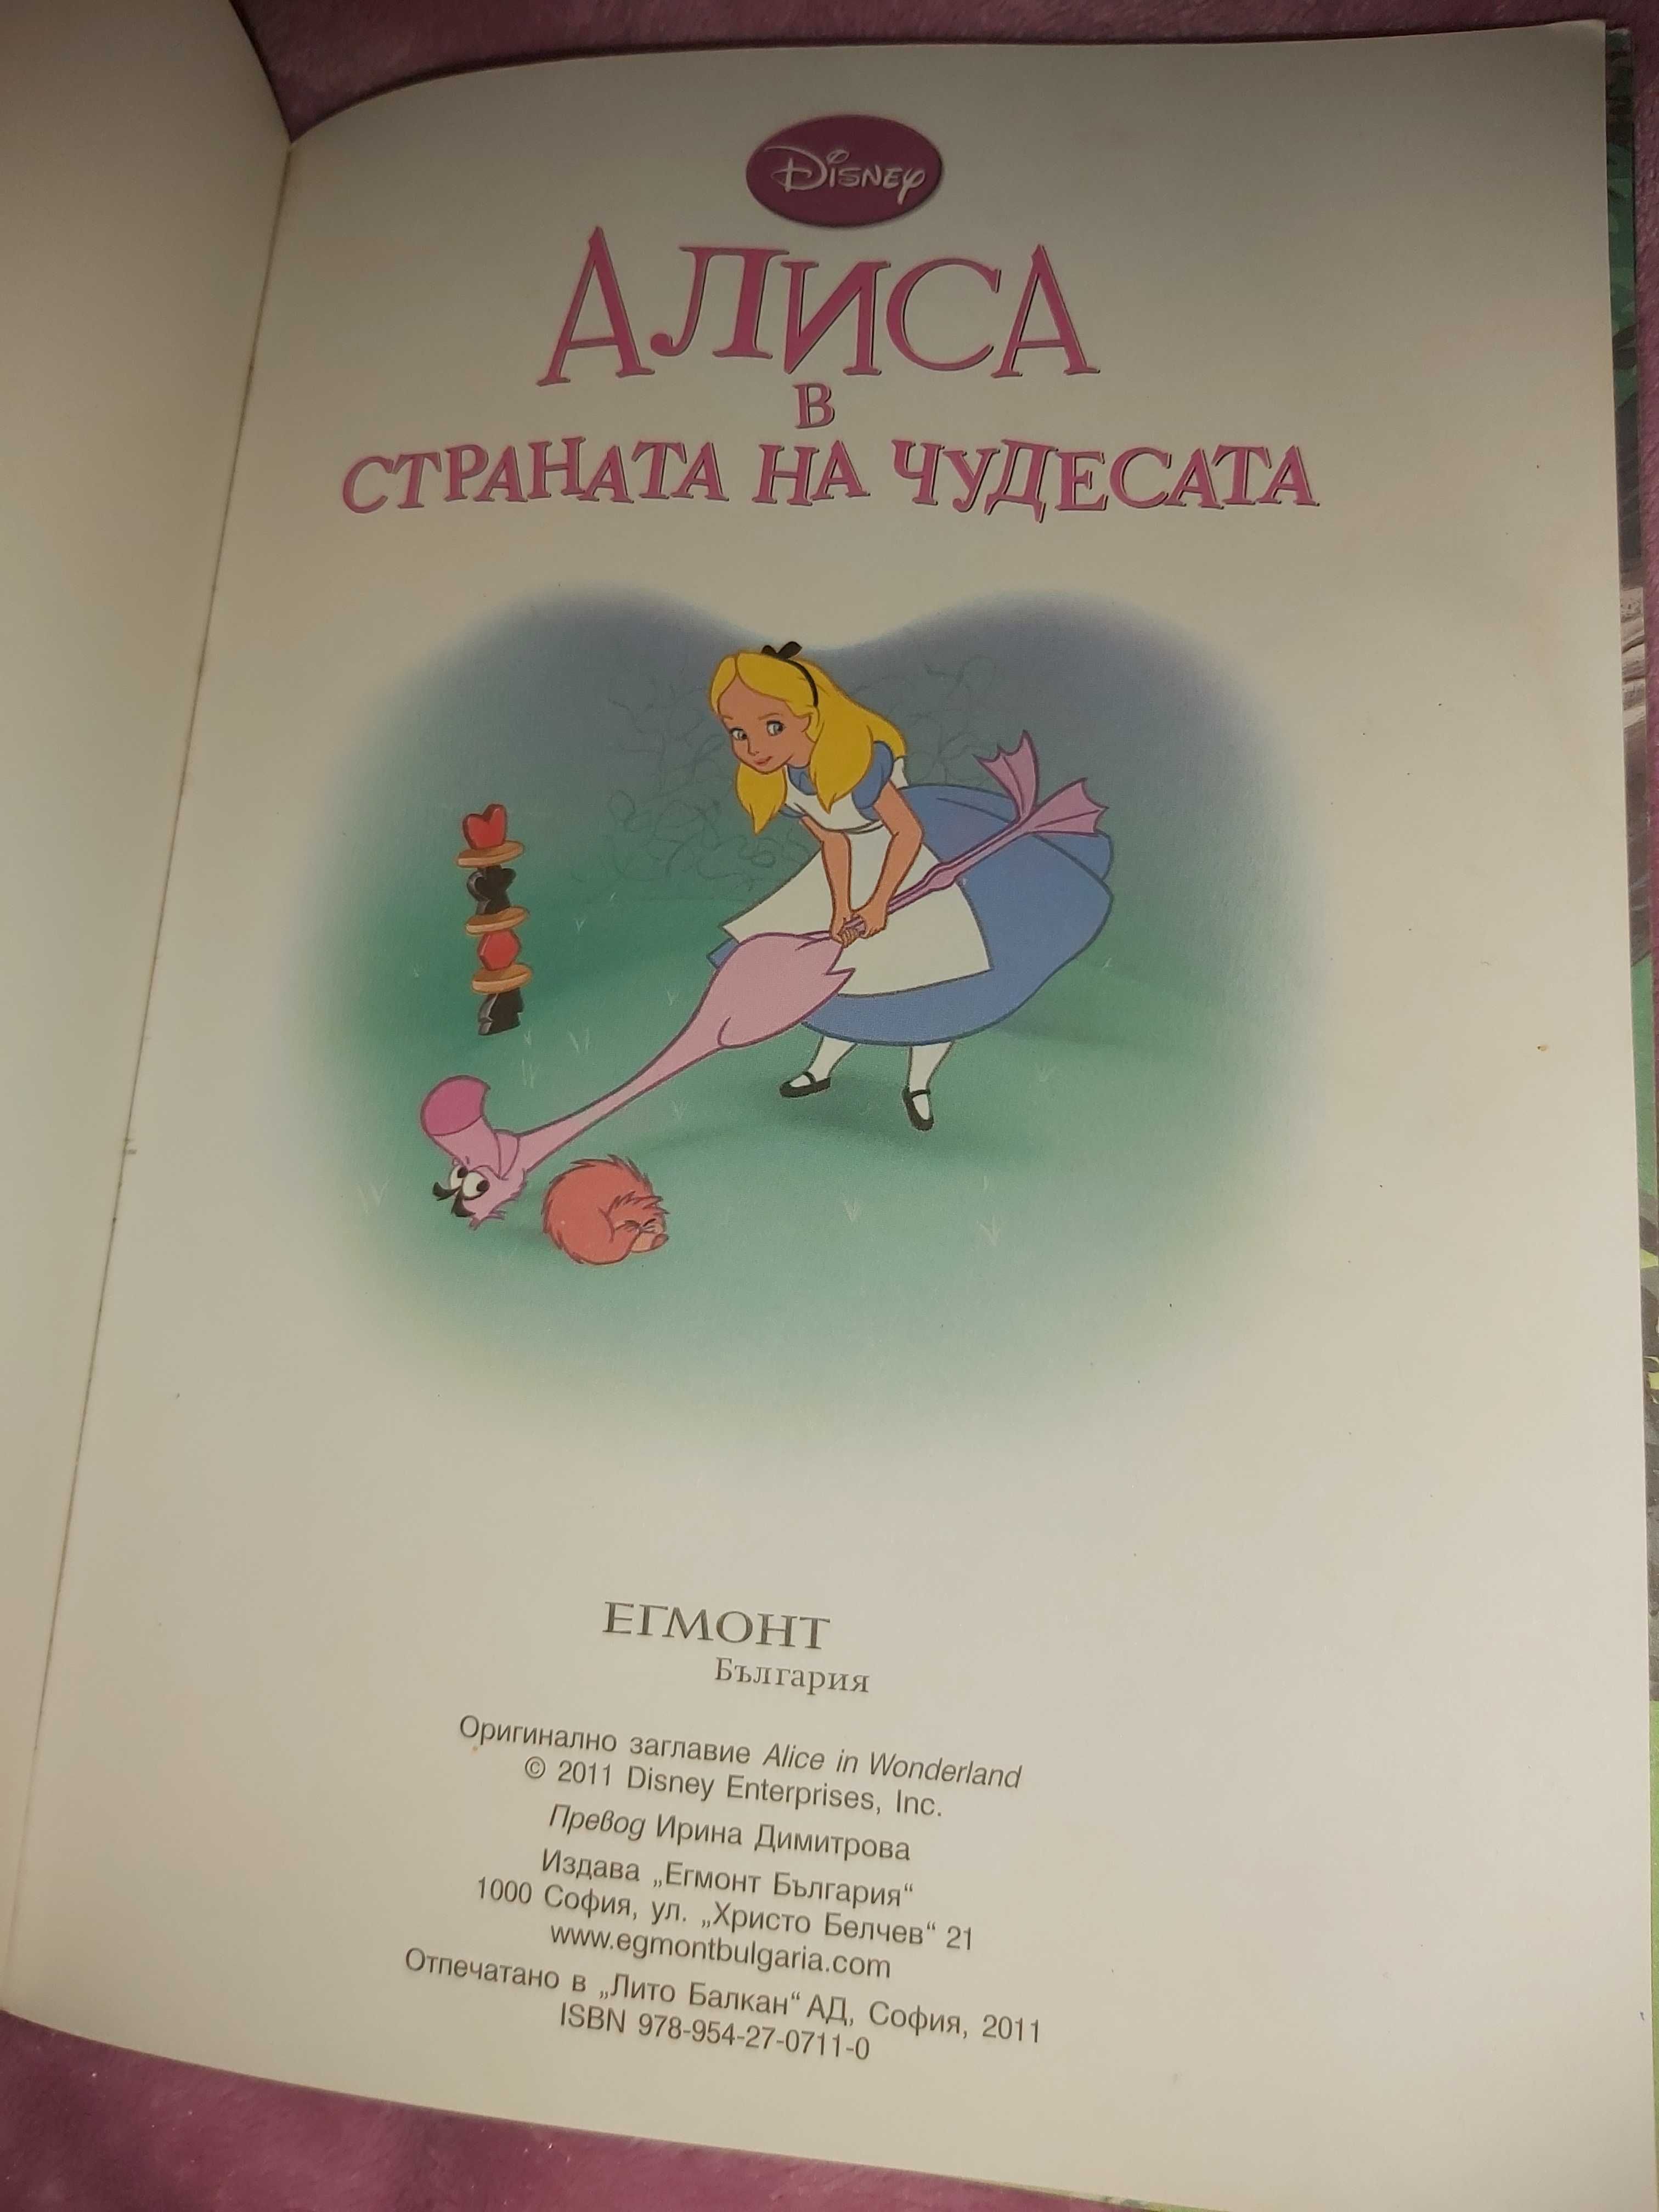 Disney
АЛИСА
В
СТРАНАТА НА ЧУДЕСАТА
ЕГМОНТ
България
Оригинално заглавие Alice in Wonderland
© 2011 Disney Enterprises, Inc.
Превод Ирина Димитрова
Издава „Егмонт България“
1000 София, ул. „Христо Белчев“ 21
www.egmontbulgaria.com
Отпечатано в „Лито Балкан“ АД, София, 2011
ISBN 978-954-27-0711-0